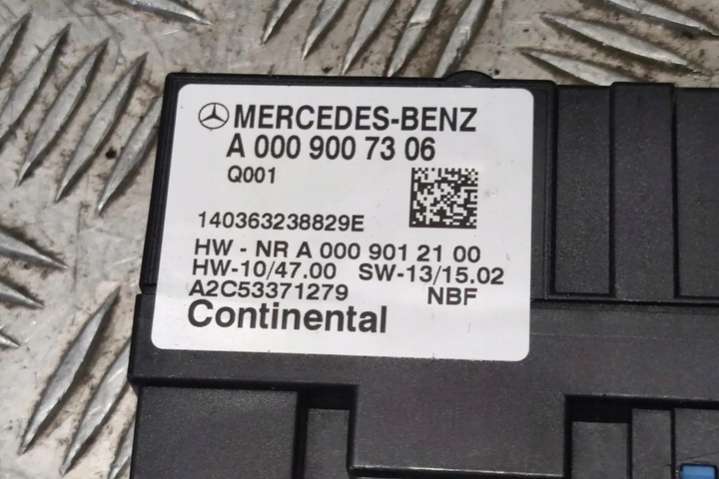 MERCEDES-BENZ
A 000 900 73 06
Q001
140363238829E
HW - NR A 000 901 21 00
HW-10/47.00 SW-13/15.02
A2C53371279 NBF
Continental